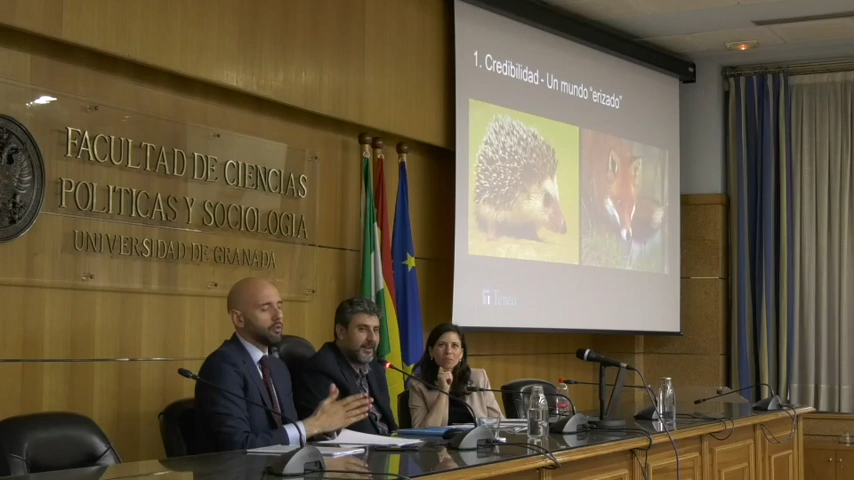 FACULTAD DE CIENCIAS
POLITICAS Y SOCIOLOGIA
UNIVERSIDAD DE GRANADA
1. Credibilidad - Un mundo "erizado"